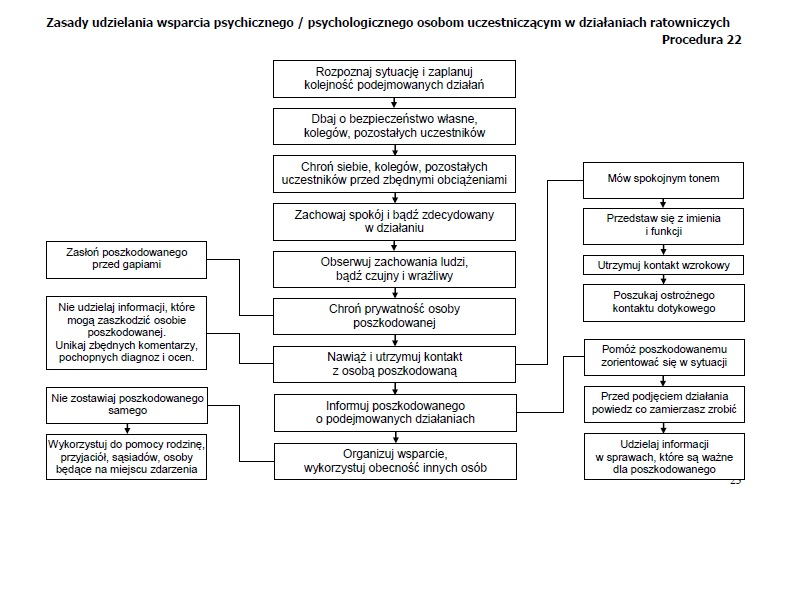 Zasady udzielania wsparcia psychicznego / psychologicznego osobom uczestniczącym w działaniach ratowniczych
Procedura 22
Rozpoznaj sytuację i zaplanuj
kolejność podejmowanych działań
Dbaj o bezpieczeństwo własne,
kolegów, pozostałych uczestników
Chroń siebie, kolegów, pozostałych
uczestników przed zbędnymi obciążeniami
Zachowaj spokój i bądź zdecydowany
w działaniu
Obserwuj zachowania ludzi,
bądź czujny i wrażliwy
Chroń prywatność osoby
poszkodowanej
Nawiąż i utrzymuj kontakt
z osobą poszkodowaną
Informuj poszkodowanego
o podejmowanych działaniach
Organizuj wsparcie,
wykorzystuj obecność innych osób
Zasłoń poszkodowanego
przed gapiami
Nie udzielaj informacji, które
mogą zaszkodzić osobie
poszkodowanej.
Unikaj zbędnych komentarzy,
pochopnych diagnoz i ocen.
Nie zostawiaj poszkodowanego
samego
Wykorzystuj do pomocy rodzinę,
przyjaciół, sąsiadów, osoby
będące na miejscu zdarzenia
Mów spokojnym tonem
Przedstaw się z imienia
i funkcji
Utrzymuj kontakt wzrokowy
Poszukaj ostrożnego
kontaktu dotykowego
Pomóż poszkodowanemu
zorientować się w sytuacji
Przed podjęciem działania
powiedz co zamierzasz zrobić
Udzielaj informacji
w sprawach, które są ważne
dla poszkodowanego